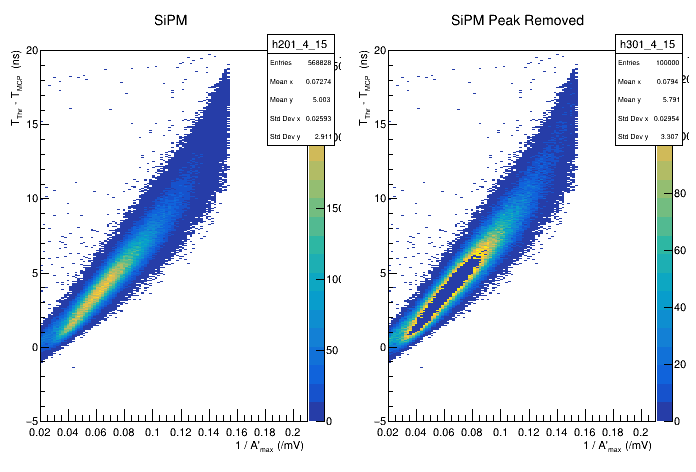 SiPM
SiPM Peak Removed
h201_4_15
Entries 568828
Mean x 0.07274
Mean y 5.003
Std Dev x 0.02593
Std Dev y 2.911
T_Thr - T_MCP (ns)
20
15
10
5
0
−5
0.02 0.04 0.06 0.08 0.1 0.12 0.14 0.16 0.18 0.2
1 / A'_max (/mV)
100
50
0
h301_4_15
Entries 100000
Mean x 0.0794
Mean y 5.791
Std Dev x 0.02954
Std Dev y 3.307
T_Thr - T_MCP (ns)
20
15
10
5
0
−5
0.02 0.04 0.06 0.08 0.1 0.12 0.14 0.16 0.18 0.2
1 / A'_max (/mV)
80
60
40
20
0